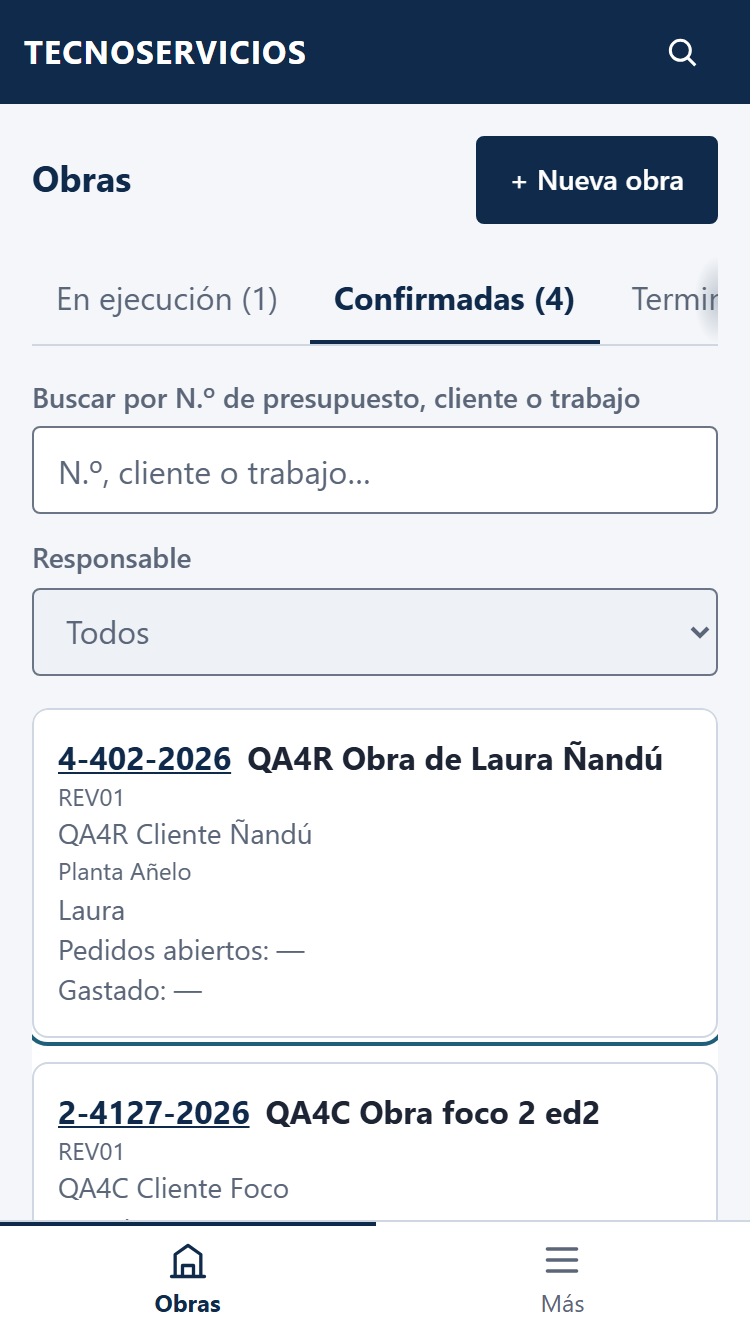 TECNOSERVICIOS
Obras
+ Nueva obra
En ejecución (1)
Confirmadas (4)
Buscar por N.º de presupuesto, cliente o trabajo
N.º, cliente o trabajo...
Responsable
Todos
4-402-2026 QA4R Obra de Laura Ñandú
REV01
QA4R Cliente Ñandú
Planta Añelo
Laura
Pedidos abiertos: —
Gastado: —
2-4127-2026 QA4C Obra foco 2 ed2
REV01
QA4C Cliente Foco
Obras
Más